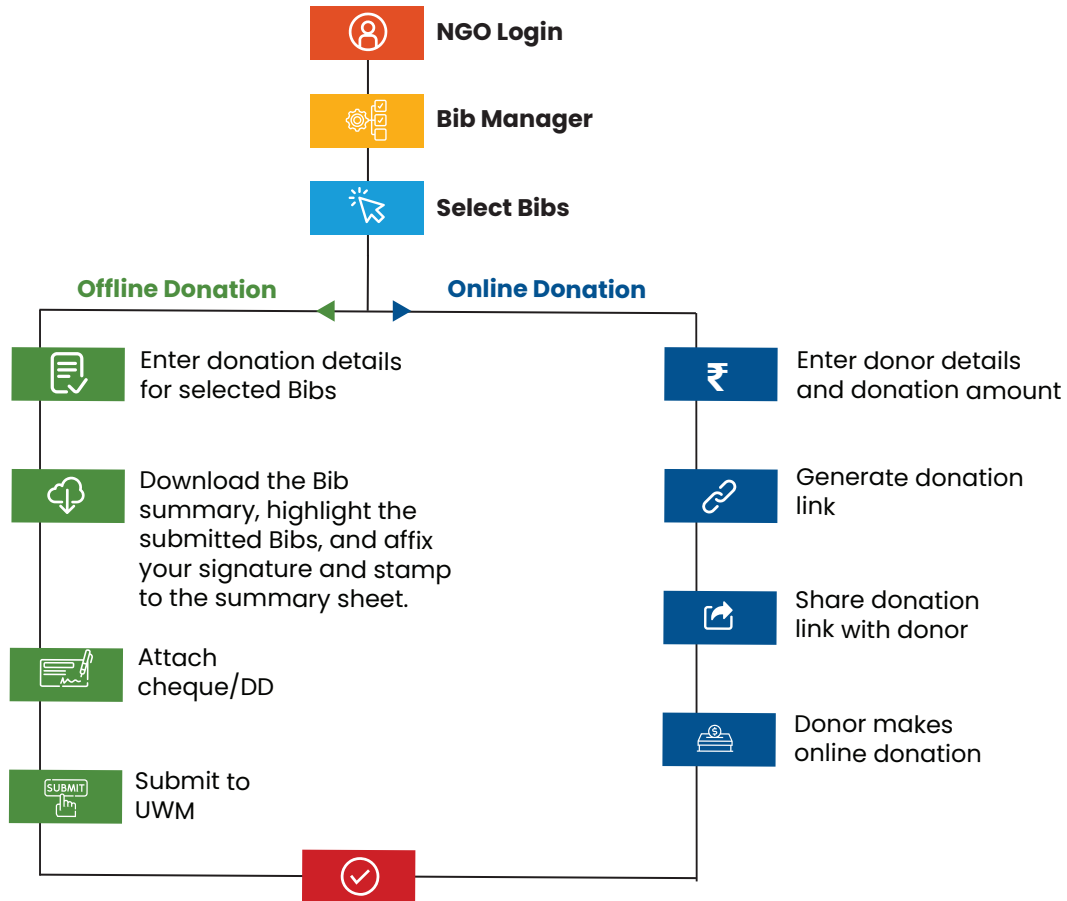 NGO Login
Bib Manager
Select Bibs
Offline Donation
Online Donation
Enter donation details
for selected Bibs
Download the Bib
summary, highlight the
submitted Bibs, and affix
your signature and stamp
to the summary sheet.
Attach
cheque/DD
SUBMIT
Submit to
UWM
₹
Enter donor details
and donation amount
Generate donation
link
Share donation
link with donor
$
Donor makes
online donation